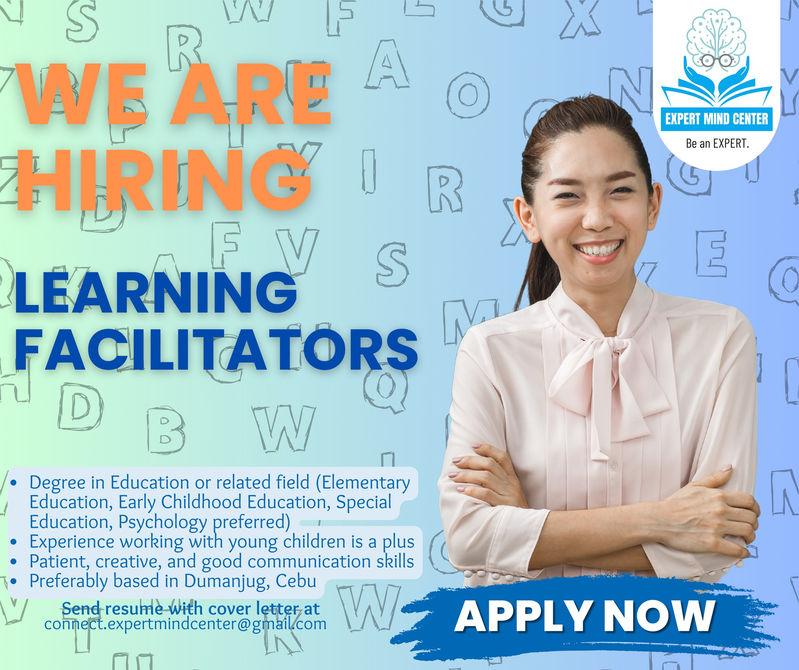 WE ARE
HIRING
EXPERT MIND CENTER
Be an EXPERT.
LEARNING
FACILITATORS
• Degree in Education or related field (Elementary
Education, Early Childhood Education, Special
Education, Psychology preferred)
• Experience working with young children is a plus
• Patient, creative, and good communication skills
• Preferably based in Dumanjug, Cebu
Send resume with cover letter at
connect.expertmindcenter@gmail.com
APPLY NOW